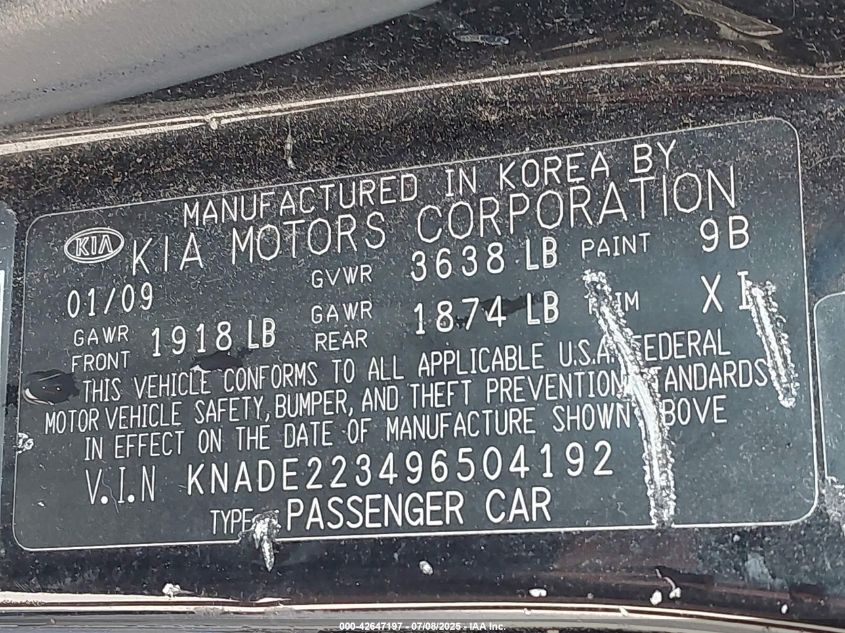 MANUFACTURED IN KOREA BY
KIA KIA MOTORS CORPORATION
01/09 GVWR 3638 LB PAINT 9B
GAWR FRONT 1918 LB GAWR REAR 1874 LB XI
THIS VEHICLE CONFORMS TO ALL APPLICABLE U.S.A. FEDERAL
MOTOR VEHICLE SAFETY, BUMPER, AND THEFT PREVENTION STANDARDS
IN EFFECT ON THE DATE OF MANUFACTURE SHOWN ABOVE
V.I.N KNADE223496504192
TYPE: PASSENGER CAR
000-42647197 - 07/08/2025 - IAA Inc.